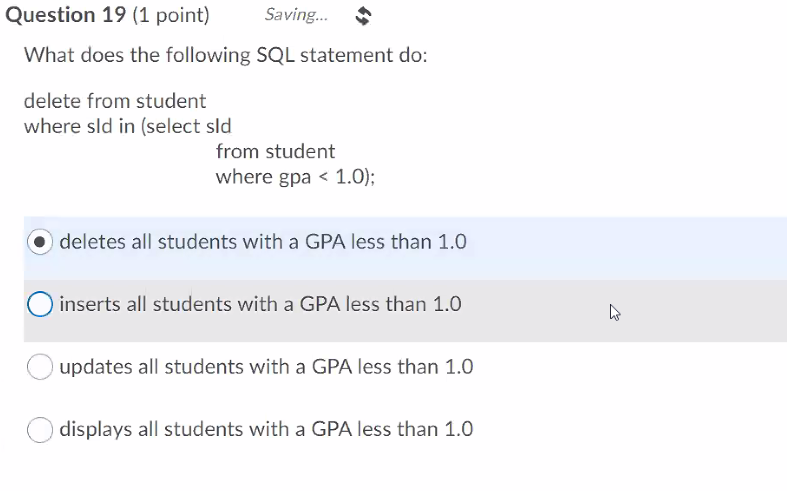 Question 19 (1 point) Saving...
What does the following SQL statement do:
delete from student
where sId in (select sId
from student
where gpa < 1.0);
deletes all students with a GPA less than 1.0
inserts all students with a GPA less than 1.0
updates all students with a GPA less than 1.0
displays all students with a GPA less than 1.0